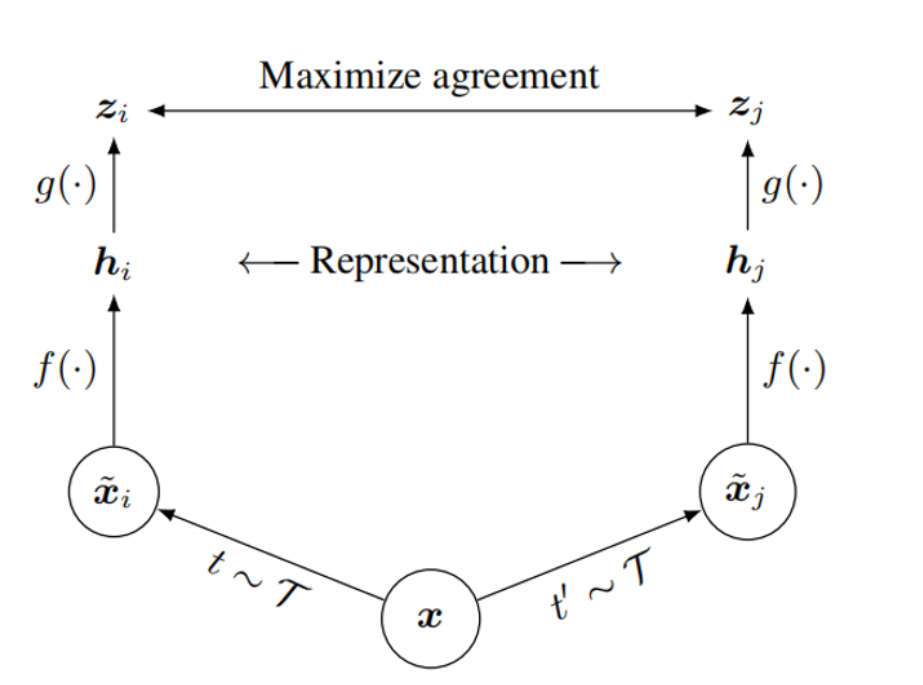 Maximize agreement
z_i z_j
g(·) g(·)
h_i ⟵ Representation ⟶ h_j
f(·) f(·)
x̃_i x̃_j
t ~ 𝒯 t′ ~ 𝒯
x